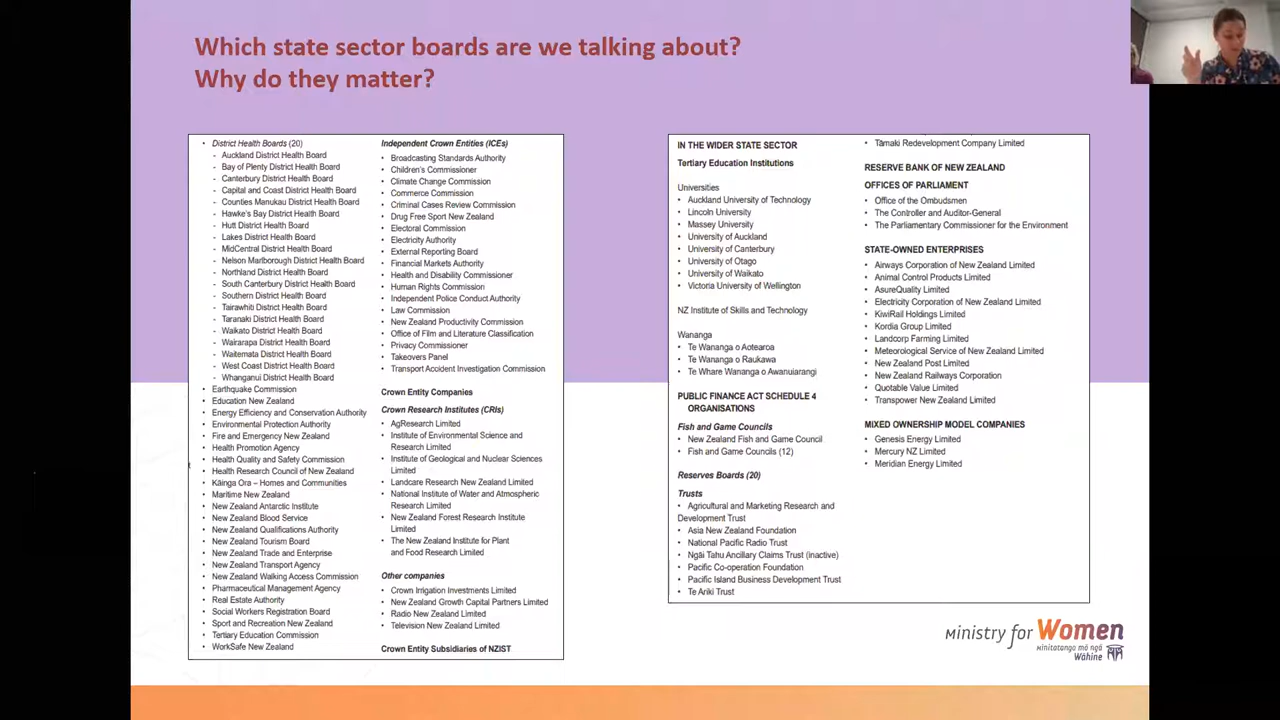 Which state sector boards are we talking about?
Why do they matter?
• District Health Boards (20)
- Auckland District Health Board
- Bay of Plenty District Health Board
- Canterbury District Health Board
- Capital and Coast District Health Board
- Counties Manukau District Health Board
- Hawke's Bay District Health Board
- Hutt District Health Board
- Lakes District Health Board
- MidCentral District Health Board
- Nelson Marlborough District Health Board
- Northland District Health Board
- South Canterbury District Health Board
- Southern District Health Board
- Tairawhiti District Health Board
- Taranaki District Health Board
- Waikato District Health Board
- Wairarapa District Health Board
- Waitemata District Health Board
- West Coast District Health Board
- Whanganui District Health Board
• Earthquake Commission
• Education New Zealand
• Energy Efficiency and Conservation Authority
• Environmental Protection Authority
• Fire and Emergency New Zealand
• Health Promotion Agency
• Health Quality and Safety Commission
• Health Research Council of New Zealand
• Kāinga Ora – Homes and Communities
• Maritime New Zealand
• New Zealand Antarctic Institute
• New Zealand Blood Service
• New Zealand Qualifications Authority
• New Zealand Tourism Board
• New Zealand Trade and Enterprise
• New Zealand Transport Agency
• New Zealand Walking Access Commission
• Pharmaceutical Management Agency
• Real Estate Authority
• Social Workers Registration Board
• Sport and Recreation New Zealand
• Tertiary Education Commission
• WorkSafe New Zealand
Independent Crown Entities (ICEs)
• Broadcasting Standards Authority
• Children's Commissioner
• Climate Change Commission
• Commerce Commission
• Criminal Cases Review Commission
• Drug Free Sport New Zealand
• Electoral Commission
• Electricity Authority
• External Reporting Board
• Financial Markets Authority
• Health and Disability Commissioner
• Human Rights Commission
• Independent Police Conduct Authority
• Law Commission
• New Zealand Productivity Commission
• Office of Film and Literature Classification
• Privacy Commissioner
• Takeovers Panel
• Transport Accident Investigation Commission
Crown Entity Companies
Crown Research Institutes (CRIs)
• AgResearch Limited
• Institute of Environmental Science and
Research Limited
• Institute of Geological and Nuclear Sciences
Limited
• Landcare Research New Zealand Limited
• National Institute of Water and Atmospheric
Research Limited
• New Zealand Forest Research Institute
Limited
• The New Zealand Institute for Plant
and Food Research Limited
Other companies
• Crown Irrigation Investments Limited
• New Zealand Growth Capital Partners Limited
• Radio New Zealand Limited
• Television New Zealand Limited
Crown Entity Subsidiaries of NZIST
IN THE WIDER STATE SECTOR
Tertiary Education Institutions
Universities
• Auckland University of Technology
• Lincoln University
• Massey University
• University of Auckland
• University of Canterbury
• University of Otago
• University of Waikato
• Victoria University of Wellington
NZ Institute of Skills and Technology
Wananga
• Te Wananga o Aotearoa
• Te Wananga o Raukawa
• Te Whare Wananga o Awanuiarangi
PUBLIC FINANCE ACT SCHEDULE 4
ORGANISATIONS
Fish and Game Councils
• New Zealand Fish and Game Council
• Fish and Game Councils (12)
Reserves Boards (20)
Trusts
• Agricultural and Marketing Research and
Development Trust
• Asia New Zealand Foundation
• National Pacific Radio Trust
• Ngāi Tahu Ancillary Claims Trust (inactive)
• Pacific Co-operation Foundation
• Pacific Island Business Development Trust
• Te Ariki Trust
• Tāmaki Redevelopment Company Limited
RESERVE BANK OF NEW ZEALAND
OFFICES OF PARLIAMENT
• Office of the Ombudsmen
• The Controller and Auditor-General
• The Parliamentary Commissioner for the Environment
STATE-OWNED ENTERPRISES
• Airways Corporation of New Zealand Limited
• Animal Control Products Limited
• AsureQuality Limited
• Electricity Corporation of New Zealand Limited
• KiwiRail Holdings Limited
• Kordia Group Limited
• Landcorp Farming Limited
• Meteorological Service of New Zealand Limited
• New Zealand Post Limited
• New Zealand Railways Corporation
• Quotable Value Limited
• Transpower New Zealand Limited
MIXED OWNERSHIP MODEL COMPANIES
• Genesis Energy Limited
• Mercury NZ Limited
• Meridian Energy Limited
Ministry for Women
Minitatanga mō ngā
Wāhine